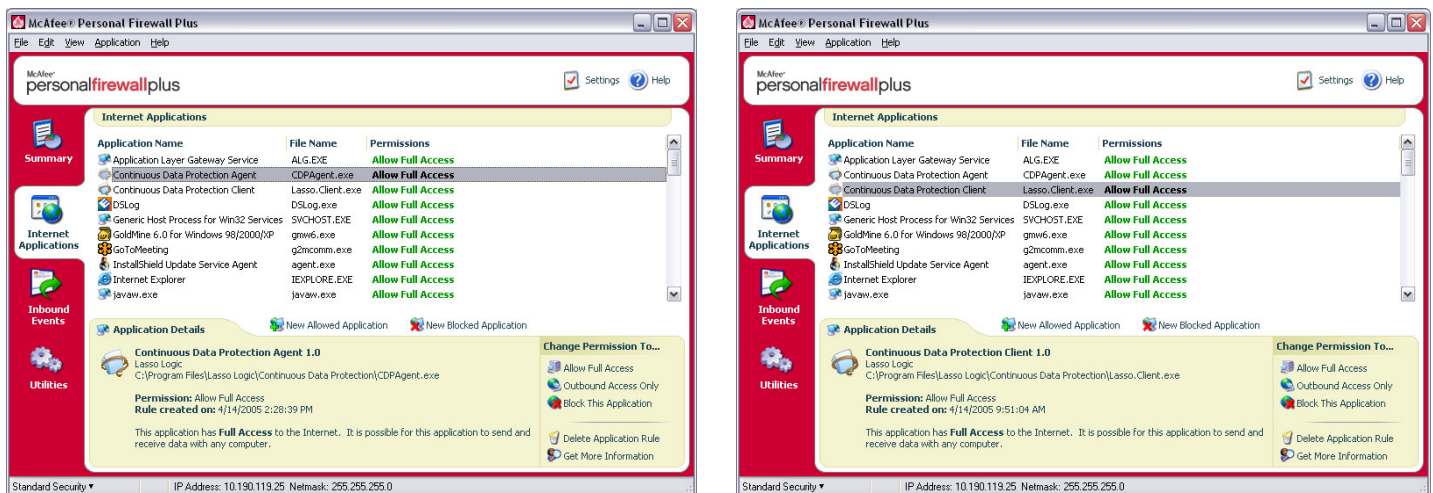 McAfee® Personal Firewall Plus
File Edit View Application Help
McAfee®
personalfirewallplus
Settings Help
Internet Applications
Application Name File Name Permissions
Application Layer Gateway Service ALG.EXE Allow Full Access
Continuous Data Protection Agent CDPAgent.exe Allow Full Access
Continuous Data Protection Client Lasso.Client.exe Allow Full Access
DSLog DSLog.exe Allow Full Access
Generic Host Process for Win32 Services SVCHOST.EXE Allow Full Access
GoldMine 6.0 for Windows 98/2000/XP gmw6.exe Allow Full Access
GoToMeeting g2mcomm.exe Allow Full Access
InstallShield Update Service Agent agent.exe Allow Full Access
Internet Explorer IEXPLORE.EXE Allow Full Access
javaw.exe javaw.exe Allow Full Access
Summary
Internet
Applications
Inbound
Events
Utilities
Application Details New Allowed Application New Blocked Application
Continuous Data Protection Agent 1.0
Lasso Logic
C:\Program Files\Lasso Logic\Continuous Data Protection\CDPAgent.exe
Permission: Allow Full Access
Rule created on: 4/14/2005 2:28:39 PM
This application has Full Access to the Internet. It is possible for this application to send and
receive data with any computer.
Change Permission To...
Allow Full Access
Outbound Access Only
Block This Application
Delete Application Rule
Get More Information
Standard Security IP Address: 10.190.119.25 Netmask: 255.255.255.0
McAfee® Personal Firewall Plus
File Edit View Application Help
McAfee®
personalfirewallplus
Settings Help
Internet Applications
Application Name File Name Permissions
Application Layer Gateway Service ALG.EXE Allow Full Access
Continuous Data Protection Agent CDPAgent.exe Allow Full Access
Continuous Data Protection Client Lasso.Client.exe Allow Full Access
DSLog DSLog.exe Allow Full Access
Generic Host Process for Win32 Services SVCHOST.EXE Allow Full Access
GoldMine 6.0 for Windows 98/2000/XP gmw6.exe Allow Full Access
GoToMeeting g2mcomm.exe Allow Full Access
InstallShield Update Service Agent agent.exe Allow Full Access
Internet Explorer IEXPLORE.EXE Allow Full Access
javaw.exe javaw.exe Allow Full Access
Summary
Internet
Applications
Inbound
Events
Utilities
Application Details New Allowed Application New Blocked Application
Continuous Data Protection Client 1.0
Lasso Logic
C:\Program Files\Lasso Logic\Continuous Data Protection\Lasso.Client.exe
Permission: Allow Full Access
Rule created on: 4/14/2005 9:51:04 AM
This application has Full Access to the Internet. It is possible for this application to send and
receive data with any computer.
Change Permission To...
Allow Full Access
Outbound Access Only
Block This Application
Delete Application Rule
Get More Information
Standard Security IP Address: 10.190.119.25 Netmask: 255.255.255.0